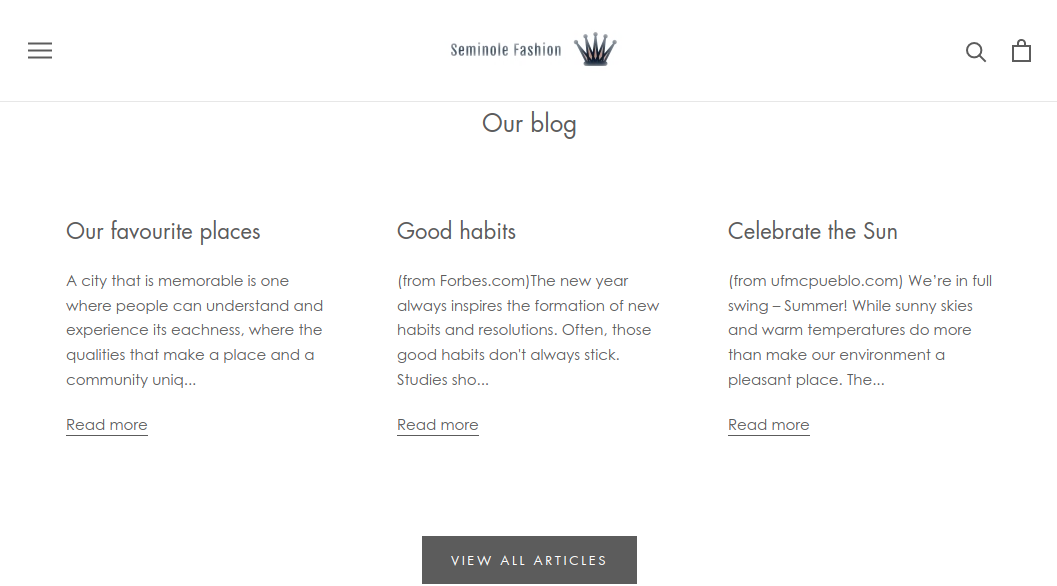 Seminole Fashion
Our blog
Our favourite places
A city that is memorable is one
where people can understand and
experience its eachness, where the
qualities that make a place and a
community uniq...
Read more
Good habits
(from Forbes.com)The new year
always inspires the formation of new
habits and resolutions. Often, those
good habits don't always stick.
Studies sho...
Read more
Celebrate the Sun
(from ufmcpueblo.com) We’re in full
swing – Summer! While sunny skies
and warm temperatures do more
than make our environment a
pleasant place. The...
Read more
VIEW ALL ARTICLES